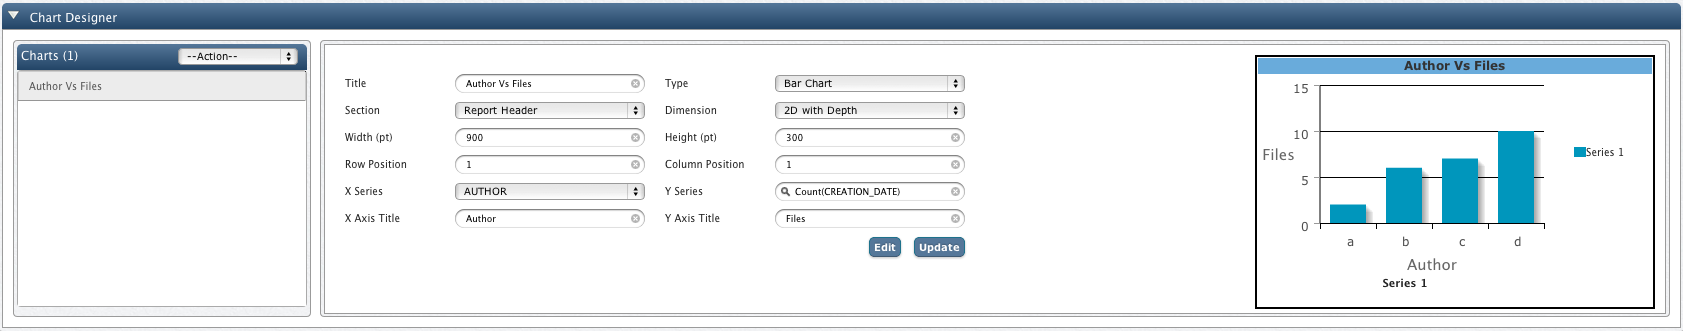 Chart Designer
Charts (1) --Action--
Author Vs Files
Title Author Vs Files Type Bar Chart
Section Report Header Dimension 2D with Depth
Width (pt) 900 Height (pt) 300
Row Position 1 Column Position 1
X Series AUTHOR Y Series Count(CREATION_DATE)
X Axis Title Author Y Axis Title Files
Edit Update
Author Vs Files
15
10
Files
5
0
a b c d
Author
Series 1
Series 1